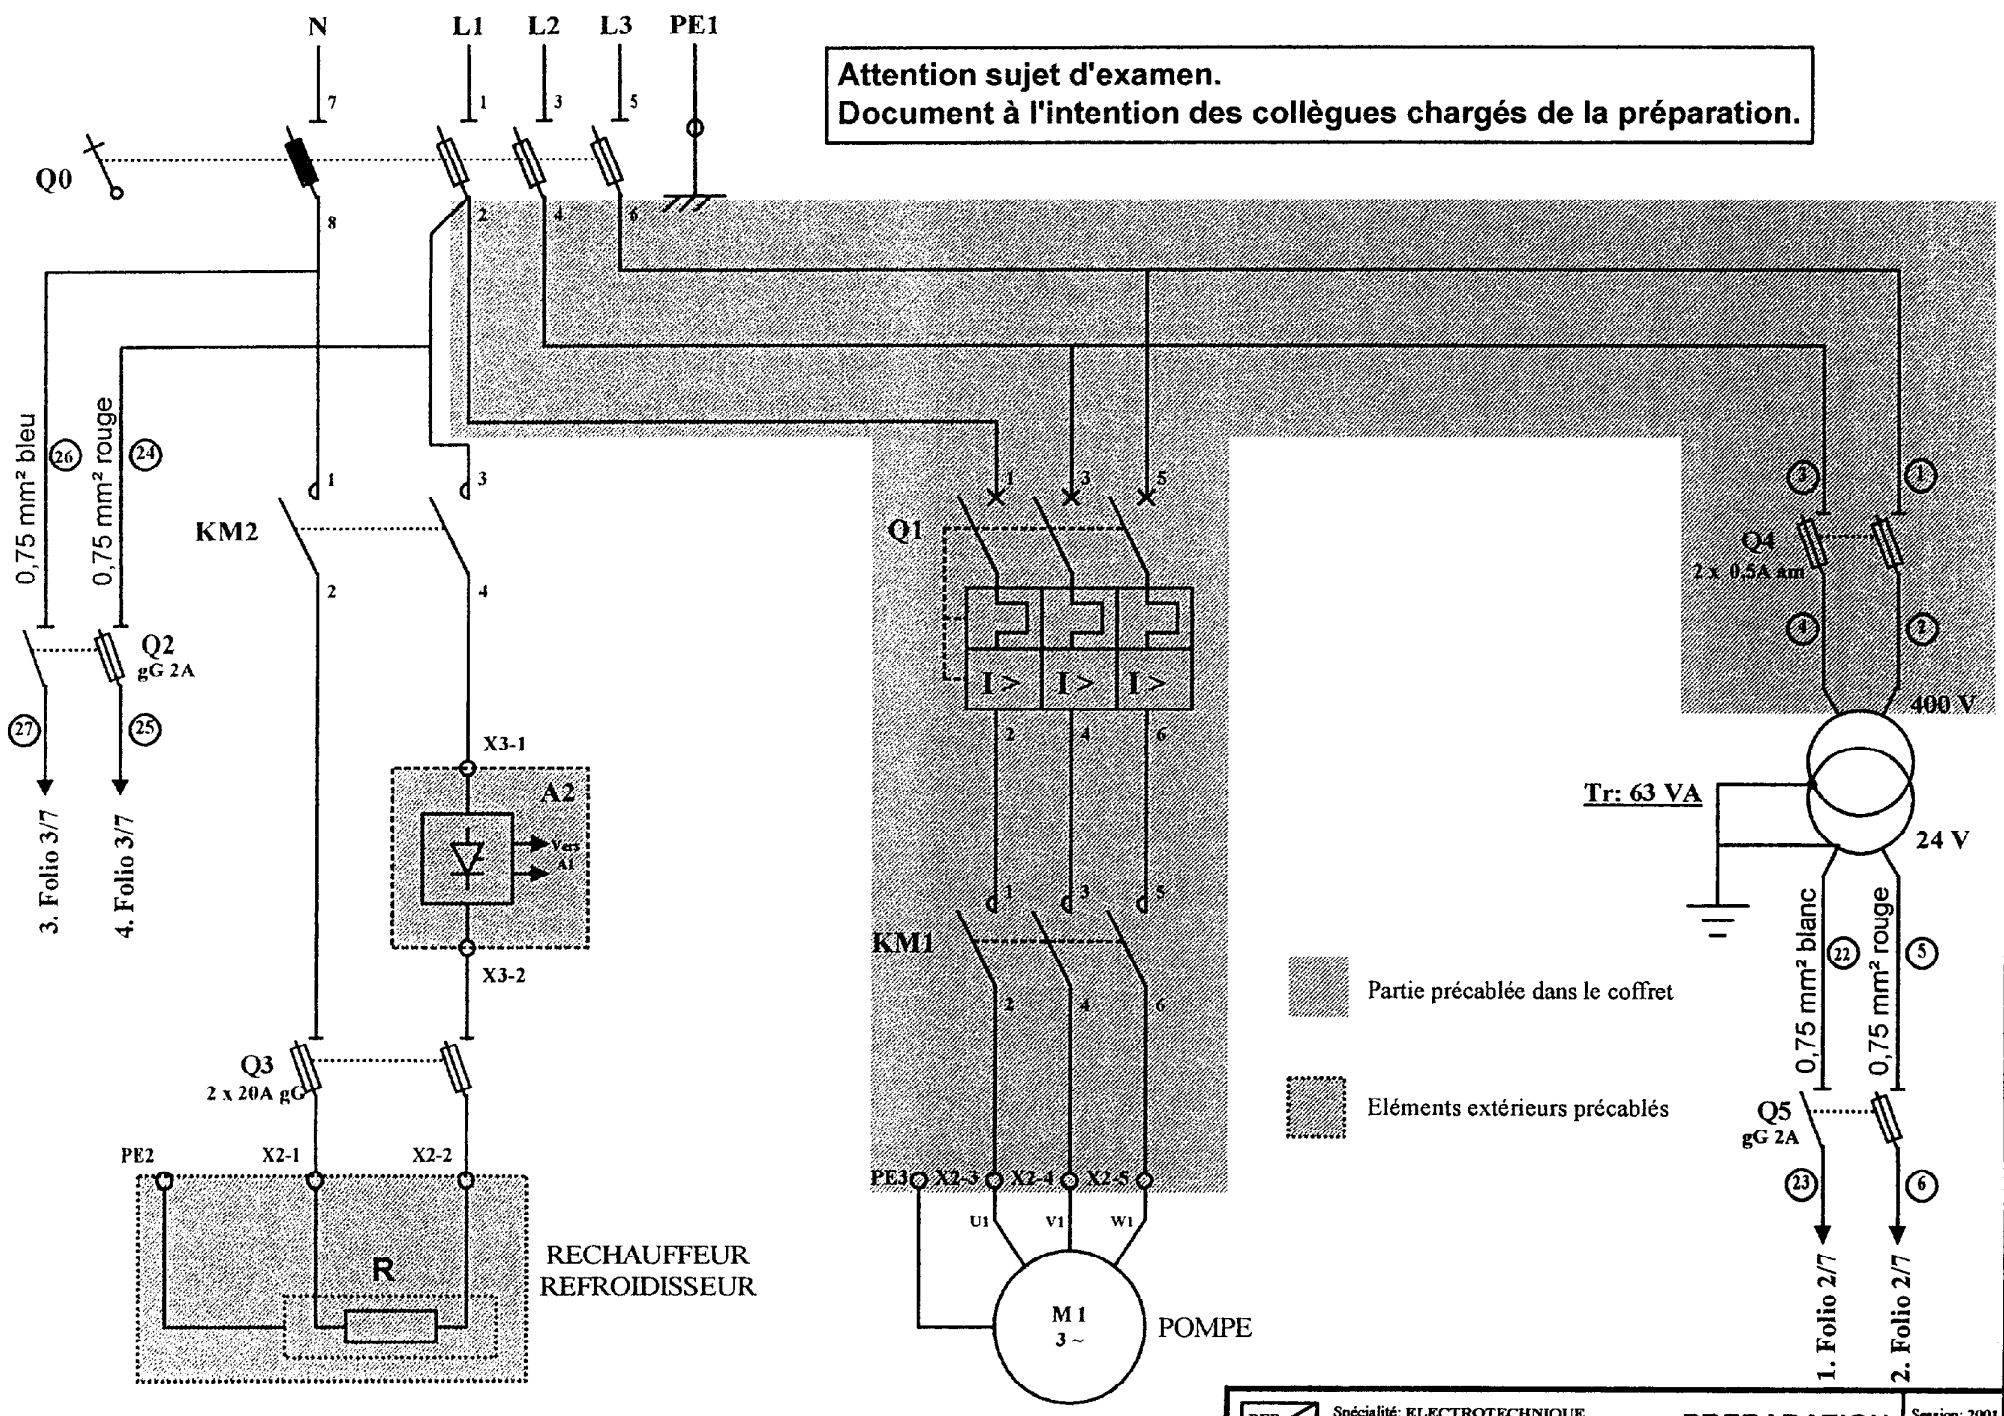 N L1 L2 L3 PE1
Attention sujet d'examen.
Document à l'intention des collègues chargés de la préparation.
7 1 3 5
Q0
8 2 4 6
0,75 mm² bleu
26
0,75 mm² rouge
24
1 3
KM2
2 4
1 3 5
Q1
3 1
Q4
2 x 0,5A am
4 2
Q2
gG 2A
27 25
3. Folio 3/7
4. Folio 3/7
I > I > I >
2 4 6
400 V
X3-1
A2
Vers
A1
X3-2
Tr: 63 VA
24 V
1 3 5
KM1
2 4 6
0,75 mm² blanc
22
0,75 mm² rouge
5
Partie précablée dans le coffret
Eléments extérieurs précablés
Q3
2 x 20A gG
Q5
gG 2A
23 6
1. Folio 2/7
2. Folio 2/7
PE2 X2-1 X2-2
PE3 X2-3 X2-4 X2-5
U1 V1 W1
R
RECHAUFFEUR
REFROIDISSEUR
M 1
3 ~
POMPE
Spécialité: ELECTROTECHNIQUE
PREPARATION
Session: 2001